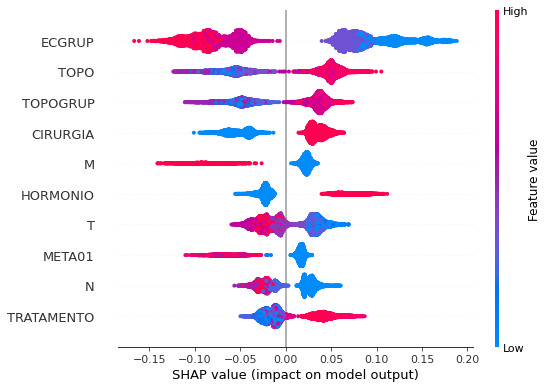 High
ECGRUP
TOPO
TOPOGRUP
CIRURGIA
M
HORMONIO
T
META01
N
TRATAMENTO
Feature value
Low
−0.15 −0.10 −0.05 0.00 0.05 0.10 0.15 0.20
SHAP value (impact on model output)